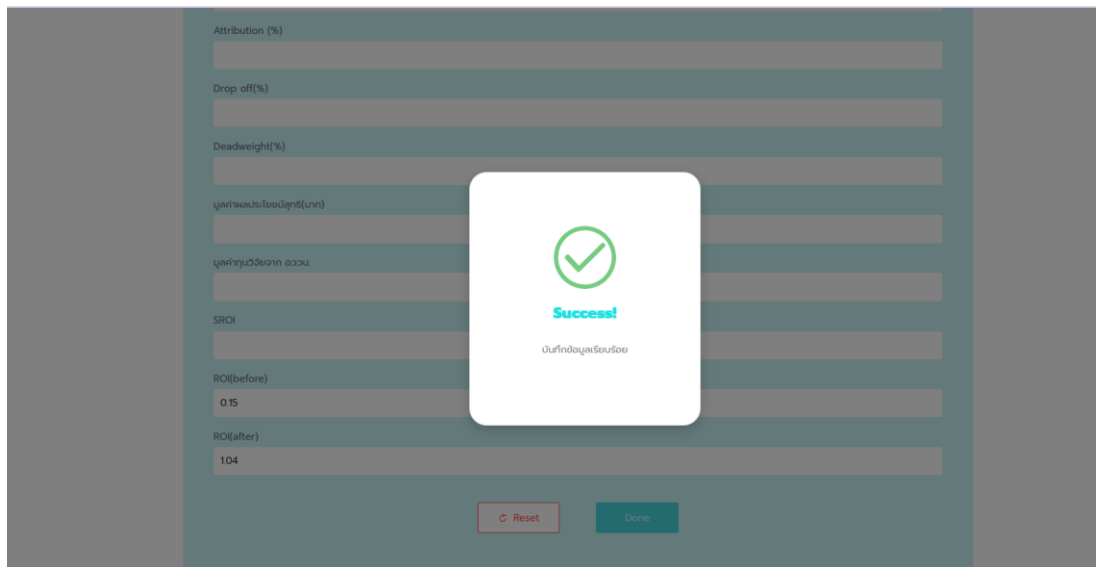 Attribution (%)
Drop off(%)
Deadweight(%)
มูลค่าผลประโยชน์สุทธิ(บาท)
มูลค่าทุนวิจัยจาก อววน.
SROI
ROI(before)
0.15
ROI(after)
1.04
Success!
บันทึกข้อมูลเรียบร้อย
Reset
Done